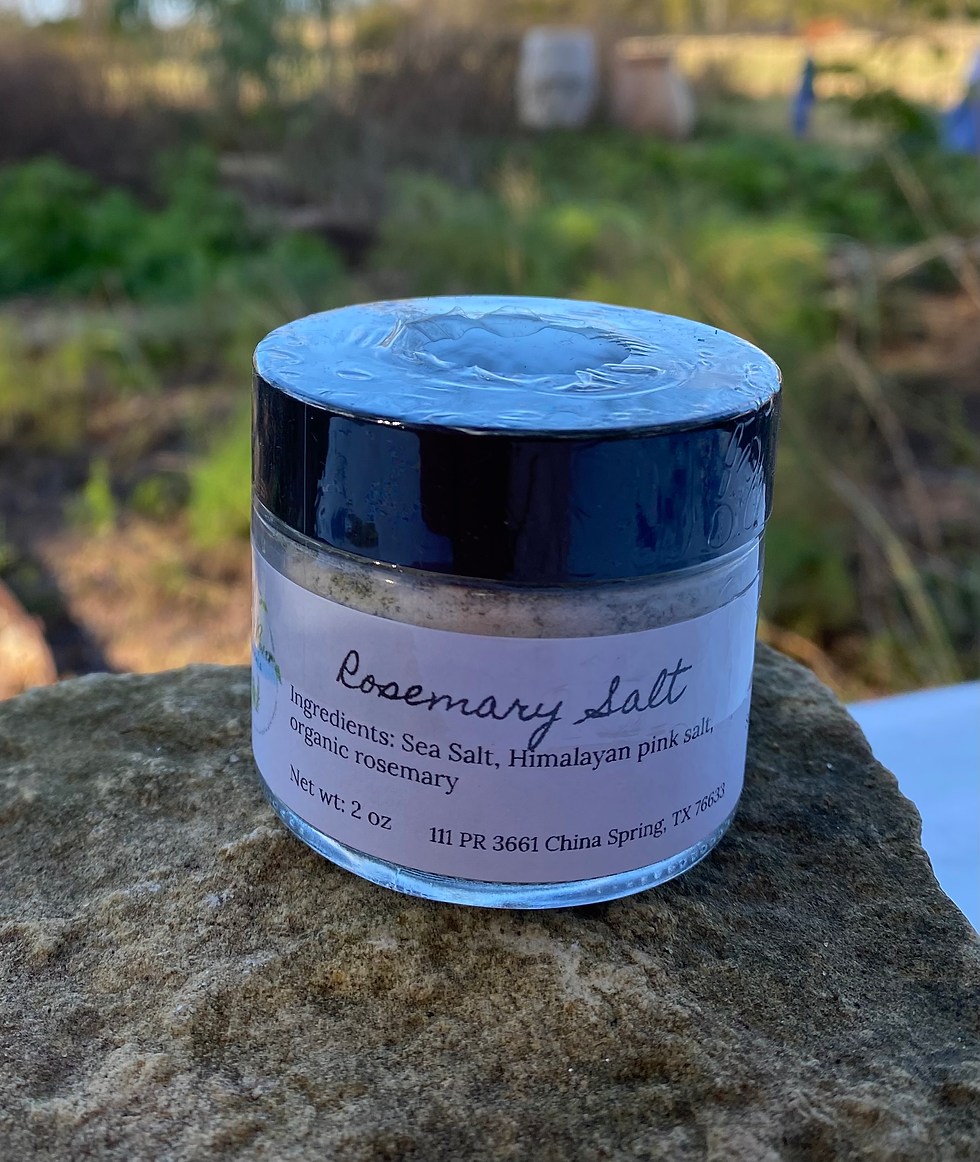 Rosemary Salt
Ingredients: Sea Salt, Himalayan pink salt,
organic rosemary
Net wt: 2 oz
111 PR 3661 China Spring, TX 76633